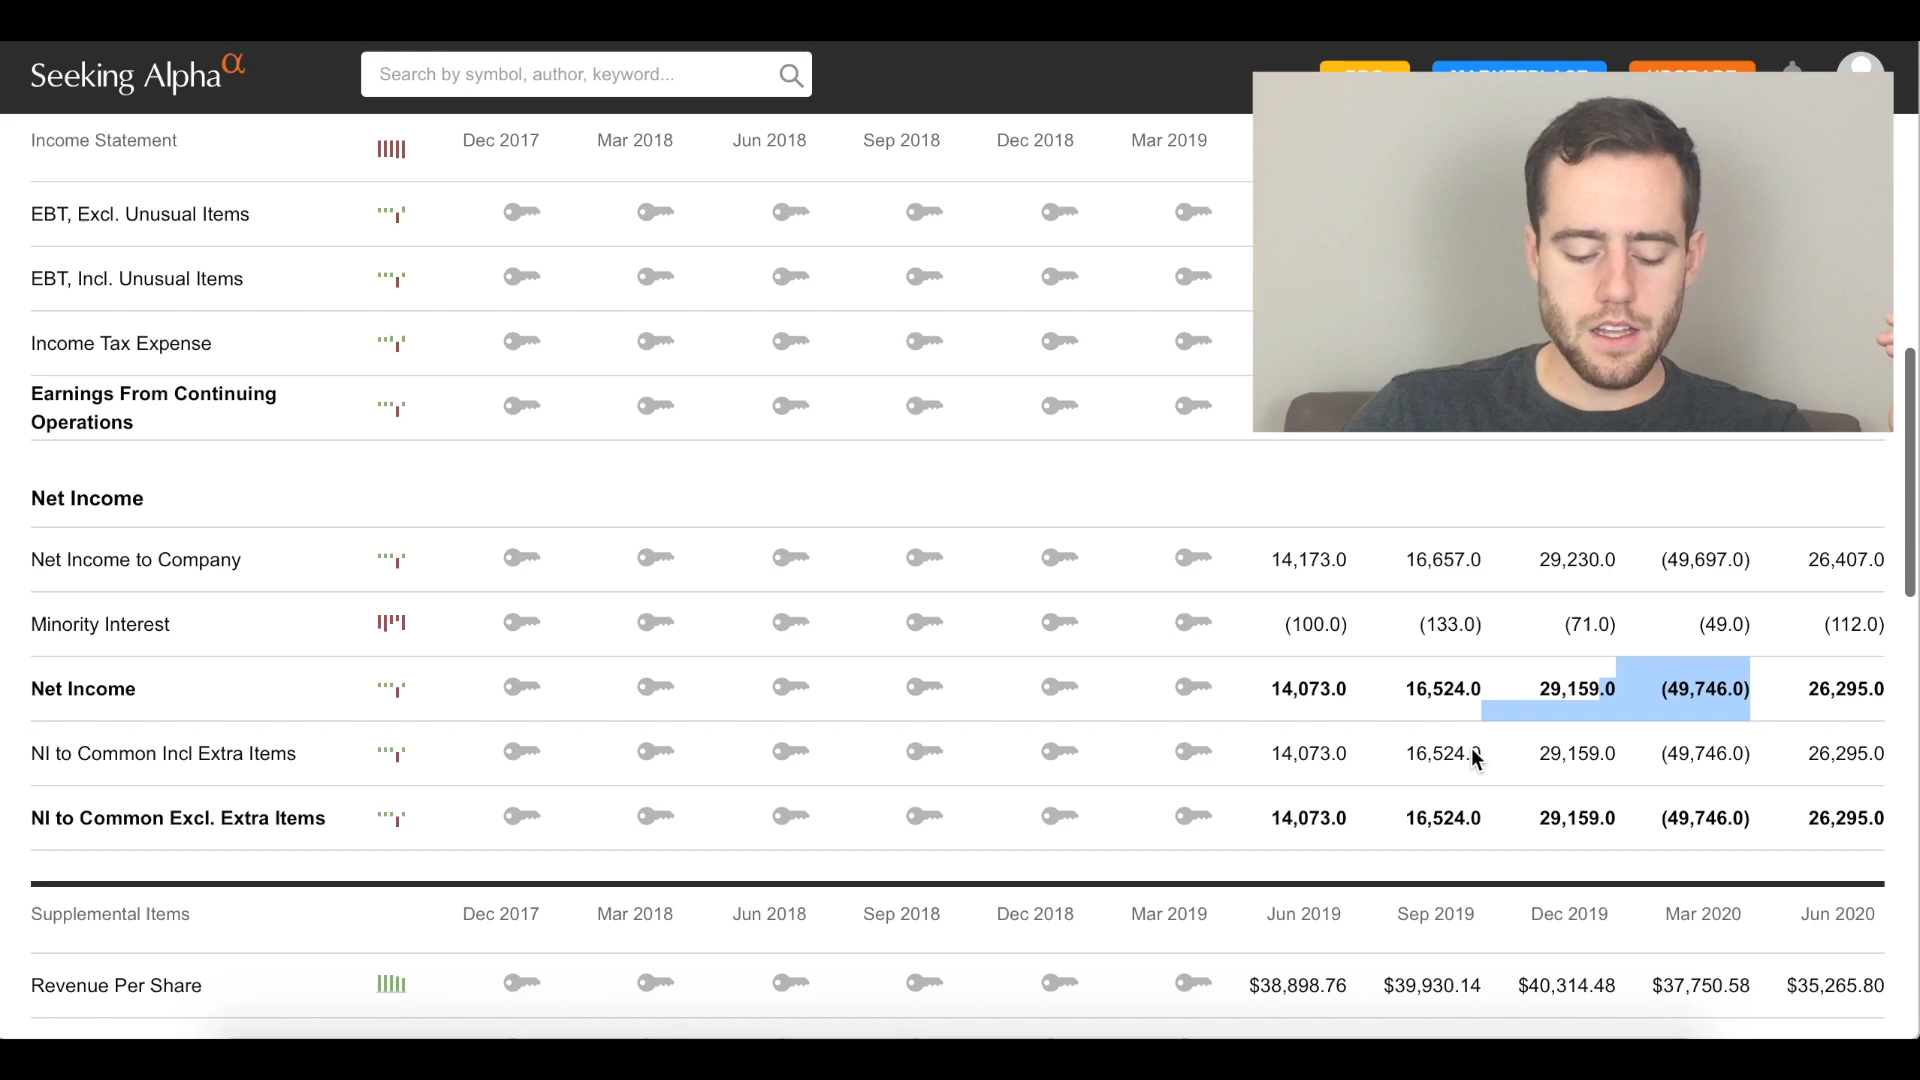 Seeking Alpha α
Search by symbol, author, keyword...
Income Statement Dec 2017 Mar 2018 Jun 2018 Sep 2018 Dec 2018 Mar 2019
EBT, Excl. Unusual Items
EBT, Incl. Unusual Items
Income Tax Expense
Earnings From Continuing
Operations
Net Income
Net Income to Company 14,173.0 16,657.0 29,230.0 (49,697.0) 26,407.0
Minority Interest (100.0) (133.0) (71.0) (49.0) (112.0)
Net Income 14,073.0 16,524.0 29,159.0 (49,746.0) 26,295.0
NI to Common Incl Extra Items 14,073.0 16,524.0 29,159.0 (49,746.0) 26,295.0
NI to Common Excl. Extra Items 14,073.0 16,524.0 29,159.0 (49,746.0) 26,295.0
Supplemental Items Dec 2017 Mar 2018 Jun 2018 Sep 2018 Dec 2018 Mar 2019 Jun 2019 Sep 2019 Dec 2019 Mar 2020 Jun 2020
Revenue Per Share $38,898.76 $39,930.14 $40,314.48 $37,750.58 $35,265.80